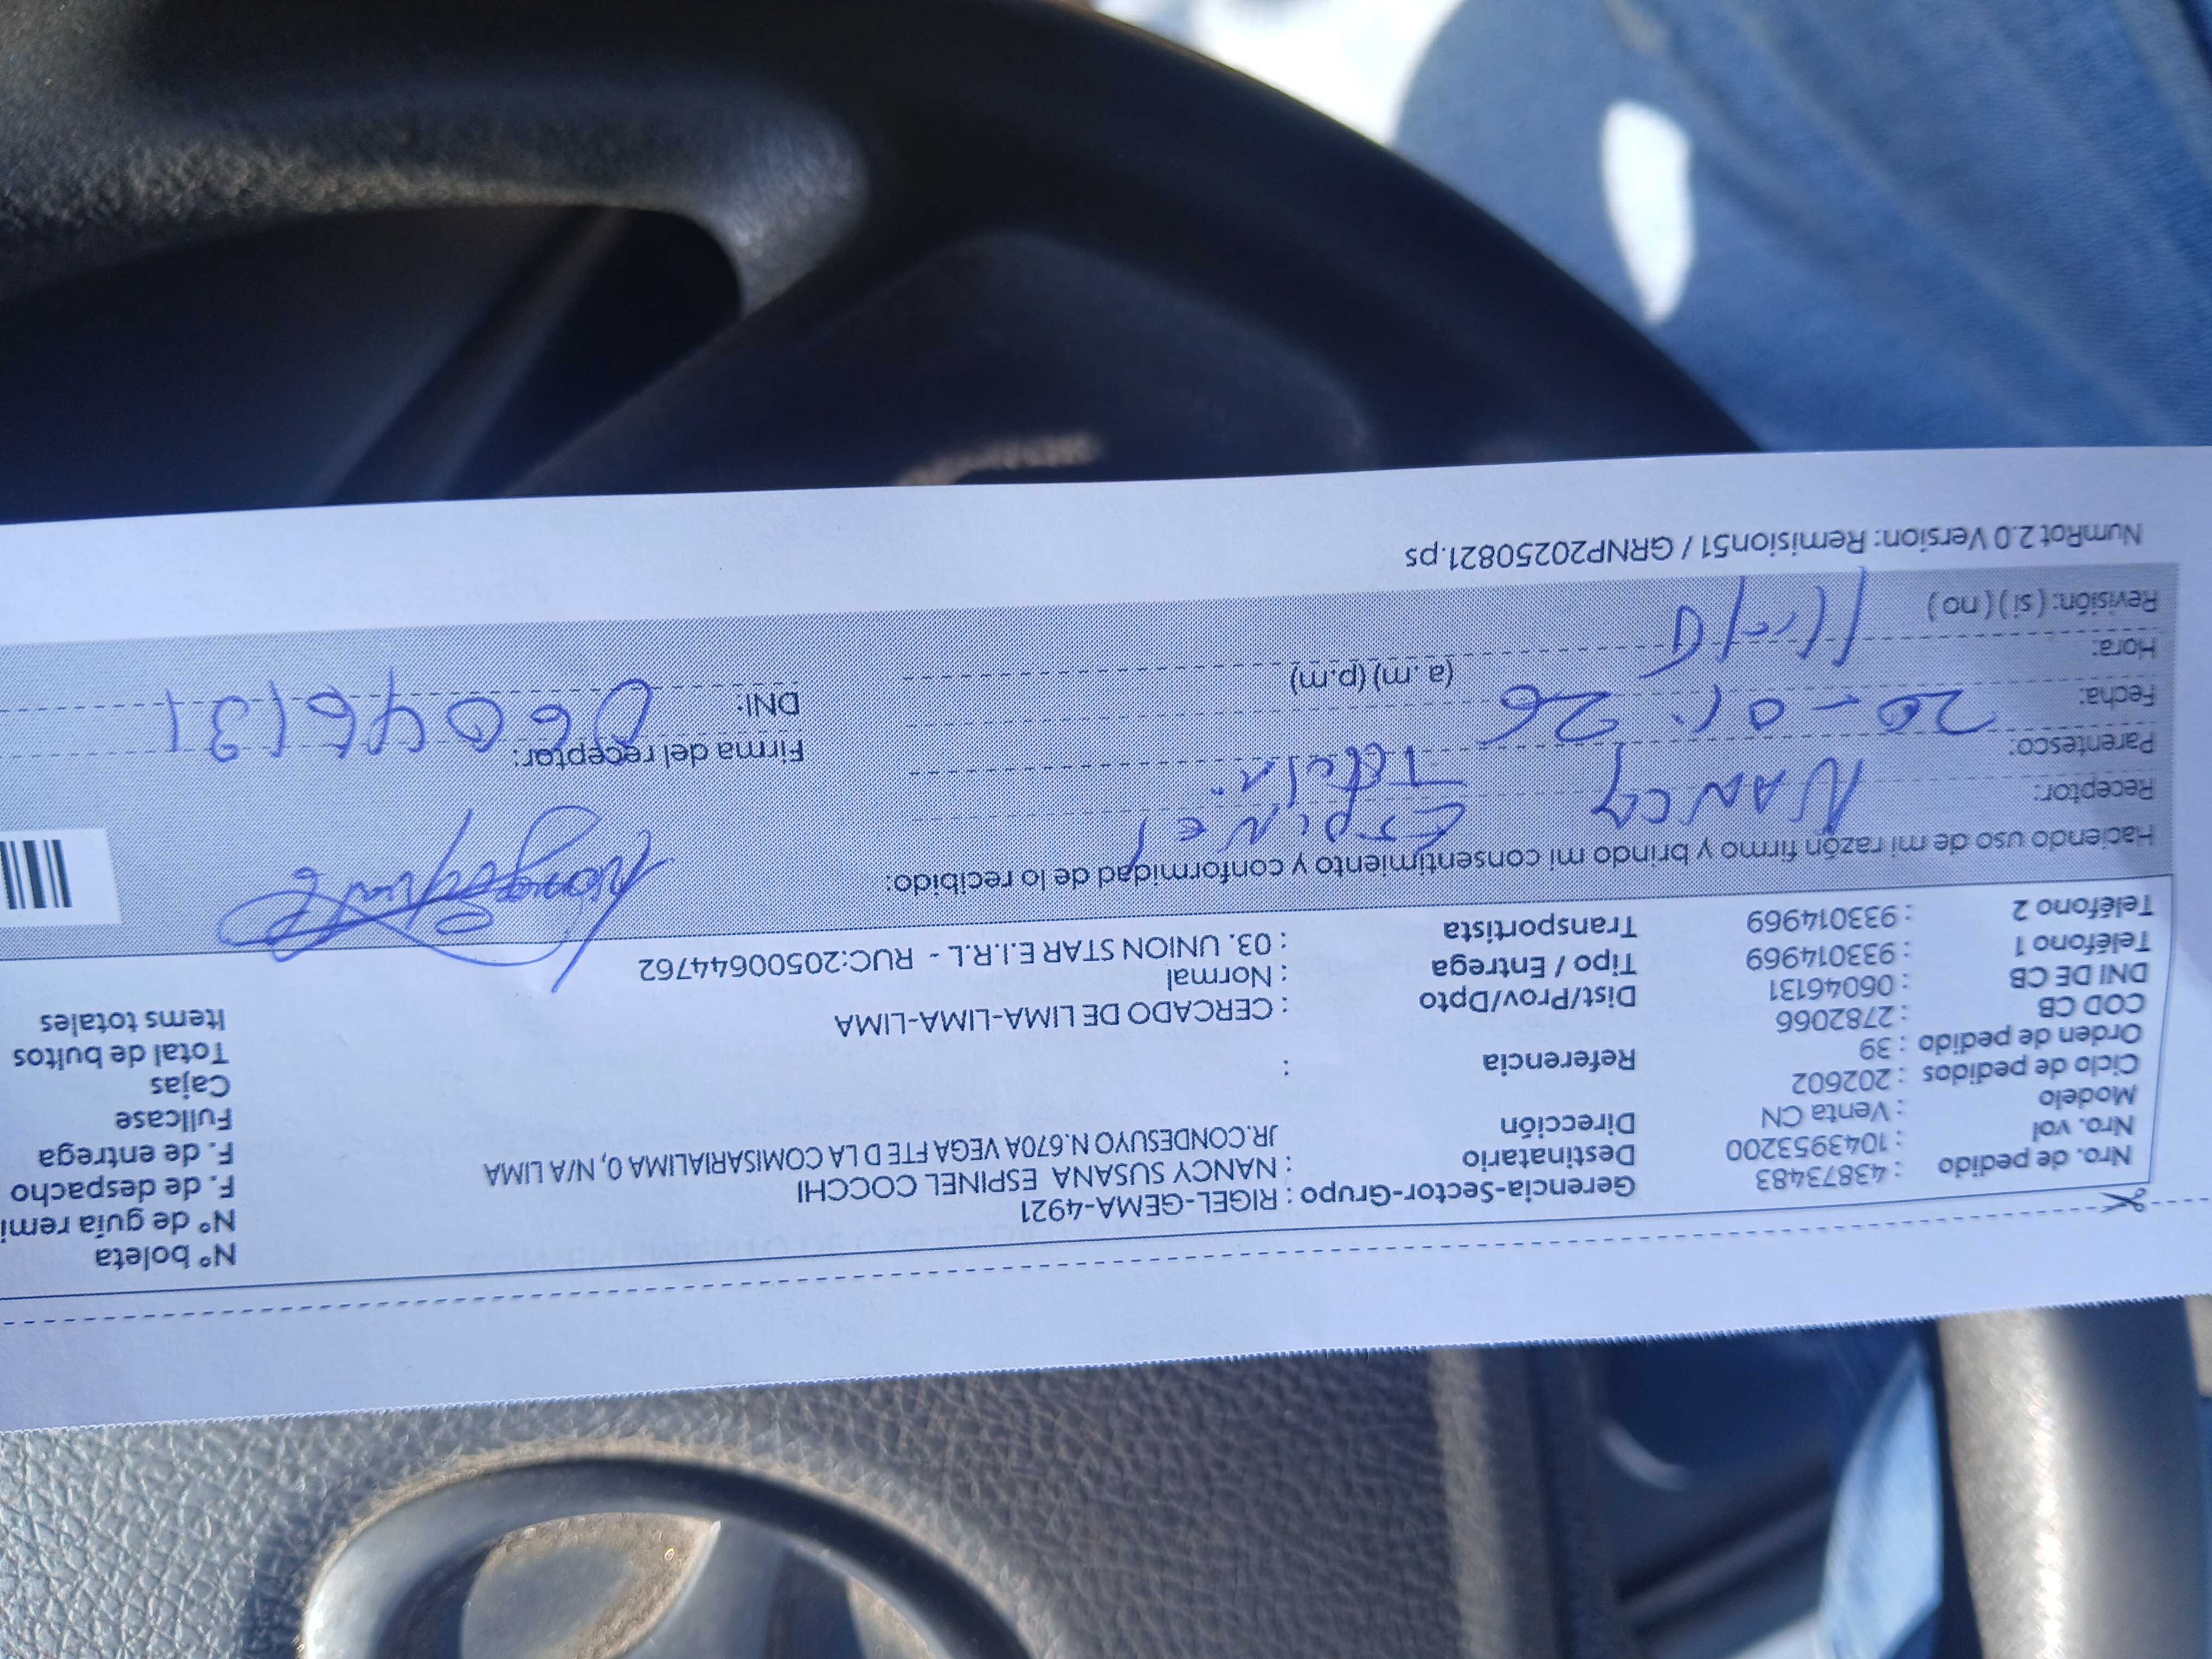 Nro. de pedido : 43873483 Gerencia-Sector-Grupo : RIGEL-GEMA-4921 N° boleta
Nro. vol : 1043953200 Destinatario : NANCY SUSANA ESPINEL COCCHI N° de guía remi
Modelo : Venta CN Dirección JR.CONDESUYO N.670A VEGA FTE D LA COMISARIALIMA 0, N/A LIMA F. de despacho
Ciclo de pedidos : 202602 F. de entrega
Orden de pedido : 39 Referencia : Fullcase
COD CB : 2782066 Cajas
DNI DE CB : 06046131 Dist/Prov/Dpto : CERCADO DE LIMA-LIMA-LIMA Total de bultos
Teléfono 1 : 933014969 Tipo / Entrega : Normal Items totales
Teléfono 2 : 933014969 Transportista : 03. UNION STAR E.I.R.L - RUC:20500644762
Haciendo uso de mi razón firmo y brindo mi consentimiento y conformidad de lo recibido:
Receptor: NANCY ESPINEL
Parentesco: Firma del receptor:
Fecha: 20-01-26 DNI: 06046131
Hora: (a. m) (p.m)
Revisión: ( si ) ( no )
NumRot 2.0 Version: Remision51 / GRNP20250821.ps